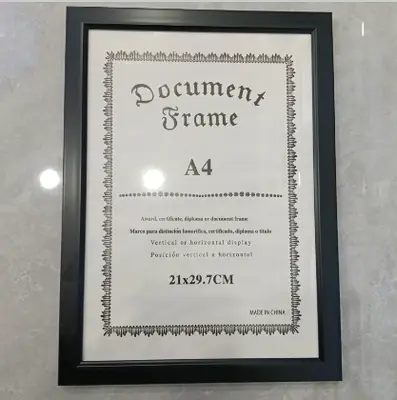 Document
Frame
A4
Award, certificate, diploma or document frame
Marco para distinción honorífica, certificado, diploma o título
Vertical or horizontal display
Posición vertical o horizontal
21x29.7CM
MADE IN CHINA